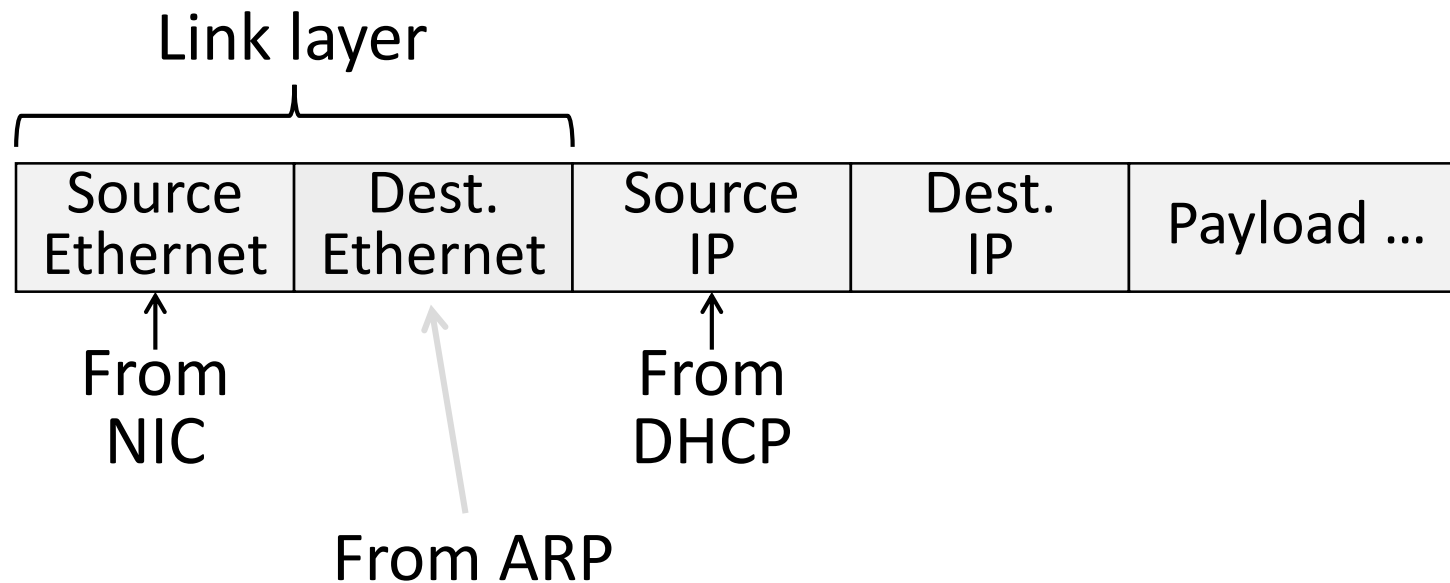 Link layer
Source
Ethernet
Dest.
Ethernet
Source
IP
Dest.
IP
Payload ...
From
NIC
From
DHCP
From ARP